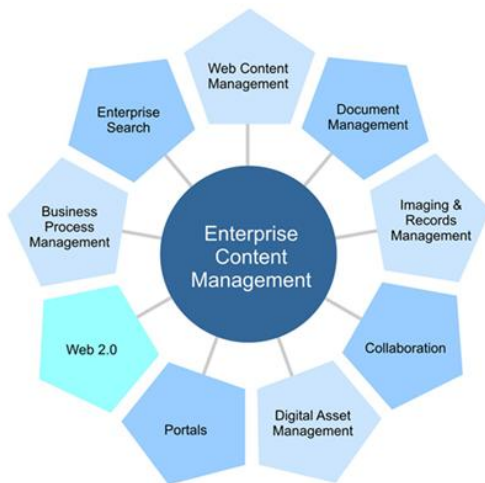 Web Content
Management
Document
Management
Imaging &
Records
Management
Collaboration
Digital Asset
Management
Portals
Web 2.0
Business
Process
Management
Enterprise
Search
Enterprise
Content
Management